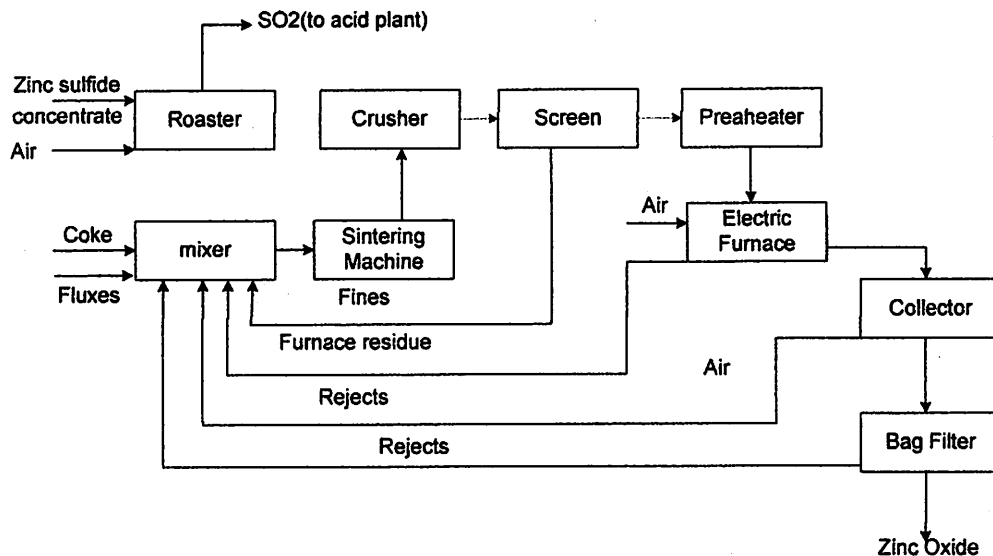 SO2(to acid plant)
Zinc sulfide
concentrate
Air
Roaster
Crusher
Screen
Preaheater
Air
Electric
Furnace
Coke
Fluxes
mixer
Sintering
Machine
Fines
Collector
Furnace residue
Air
Rejects
Rejects
Bag Filter
Zinc Oxide